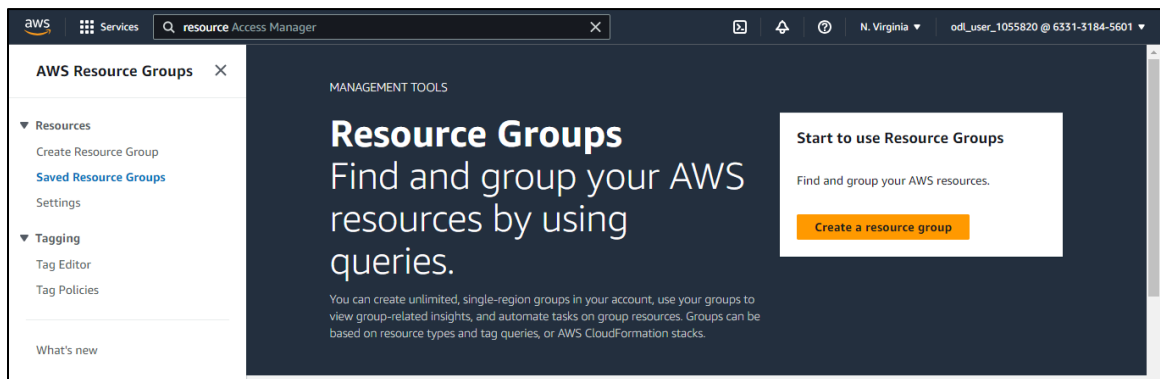 aws
Services
resource Access Manager
N. Virginia
odl_user_1055820 @ 6331-3184-5601
AWS Resource Groups
Resources
Create Resource Group
Saved Resource Groups
Settings
Tagging
Tag Editor
Tag Policies
What's new
MANAGEMENT TOOLS
Resource Groups
Find and group your AWS
resources by using
queries.
You can create unlimited, single-region groups in your account, use your groups to
view group-related insights, and automate tasks on group resources. Groups can be
based on resource types and tag queries, or AWS CloudFormation stacks.
Start to use Resource Groups
Find and group your AWS resources.
Create a resource group